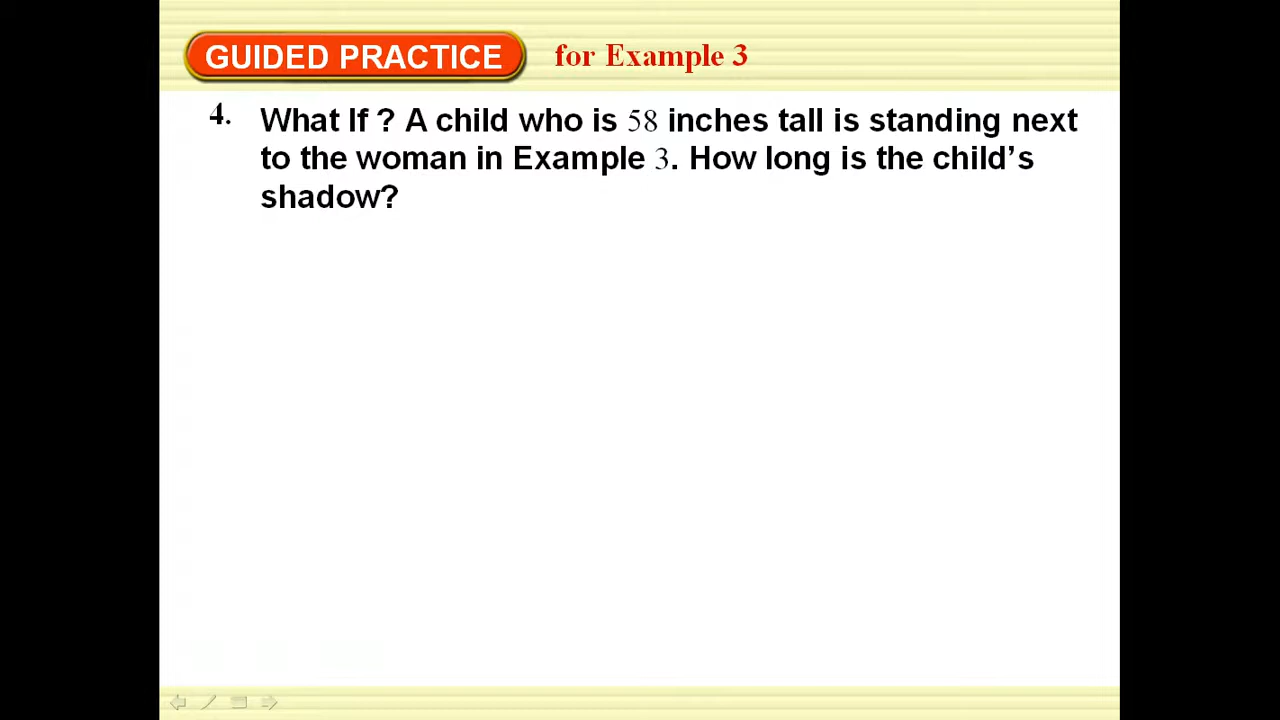 GUIDED PRACTICE for Example 3
4. What If ? A child who is 58 inches tall is standing next
to the woman in Example 3. How long is the child’s
shadow?